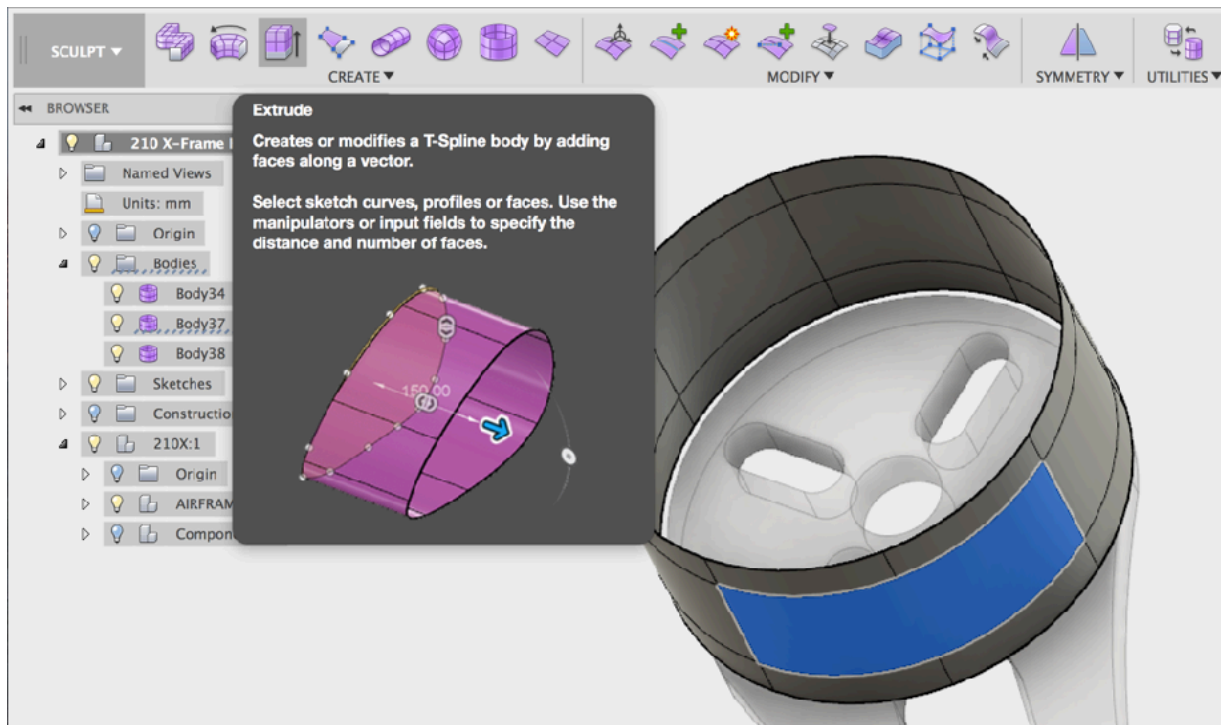 SCULPT
CREATE
MODIFY
SYMMETRY
UTILITIES
BROWSER
210 X-Frame
Named Views
Units: mm
Origin
Bodies
Body34
Body37
Body38
Sketches
Constructio
210X:1
Origin
AIRFRAM
Compon
Extrude
Creates or modifies a T-Spline body by adding
faces along a vector.
Select sketch curves, profiles or faces. Use the
manipulators or input fields to specify the
distance and number of faces.
150.00